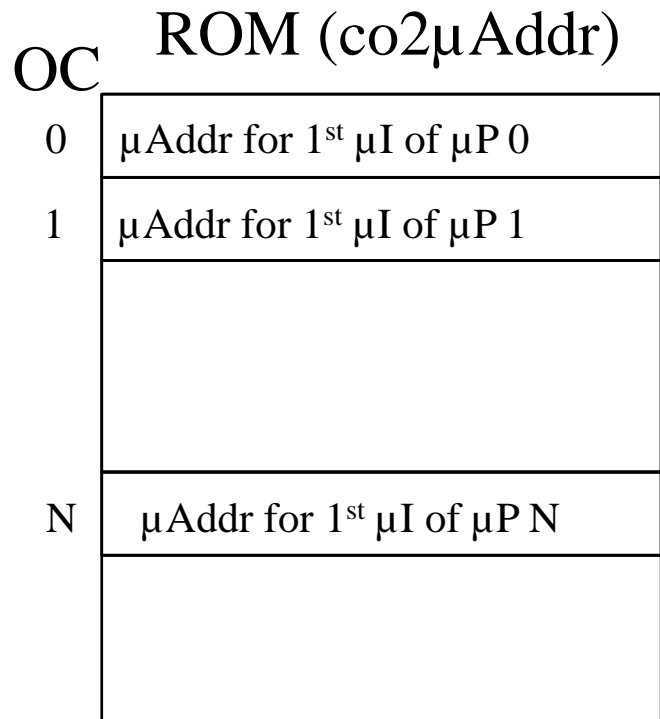 ROM (co2µAddr)
OC
0 µAddr for 1st µI of µP 0
1 µAddr for 1st µI of µP 1
N µAddr for 1st µI of µP N